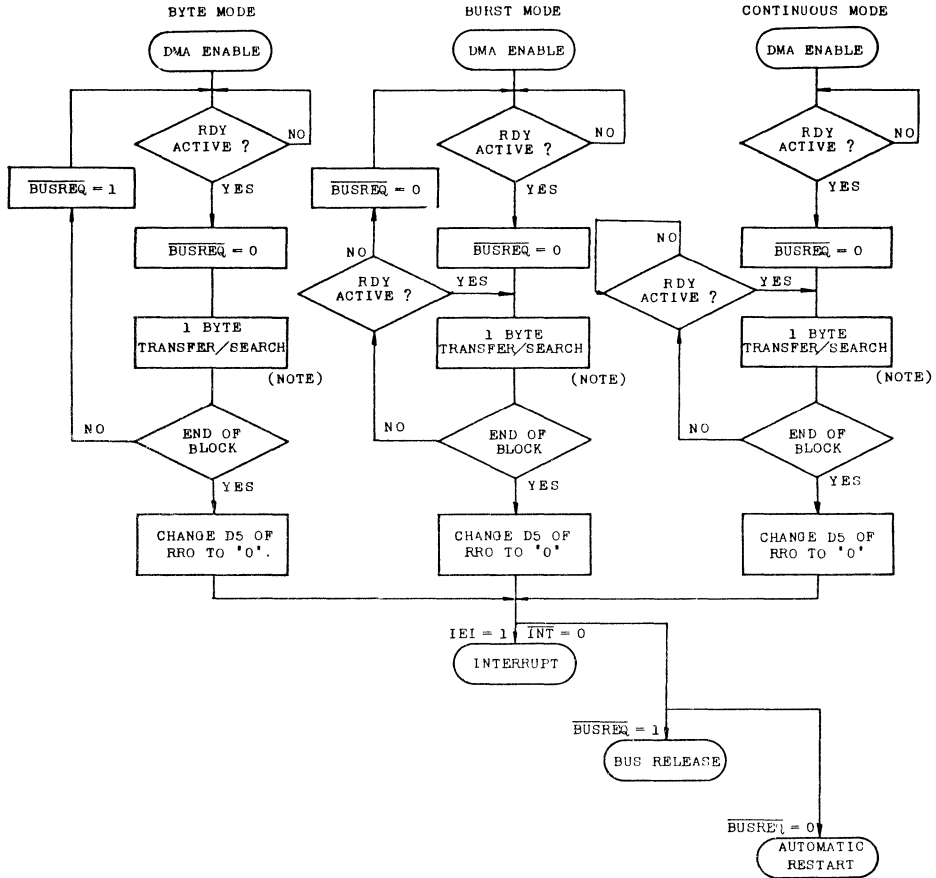 BYTE MODE
DMA ENABLE
RDY
ACTIVE ?
NO
YES
BUSREQ = 1
BUSREQ = 0
1 BYTE
TRANSFER/SEARCH
(NOTE)
NO
END OF
BLOCK
YES
CHANGE D5 OF
RRO TO '0'.
BURST MODE
DMA ENABLE
RDY
ACTIVE ?
NO
YES
BUSREQ = 0
BUSREQ = 0
NO
RDY
ACTIVE ?
YES
1 BYTE
TRANSFER/SEARCH
(NOTE)
NO
END OF
BLOCK
YES
CHANGE D5 OF
RRO TO '0'
CONTINUOUS MODE
DMA ENABLE
RDY
ACTIVE ?
NO
YES
BUSREQ = 0
NO
RDY
ACTIVE ?
YES
1 BYTE
TRANSFER/SEARCH
(NOTE)
NO
END OF
BLOCK
YES
CHANGE D5 OF
RRO TO '0'
IEI = 1 INT = 0
INTERRUPT
BUSREQ = 1
BUS RELEASE
BUSREQ = 0
AUTOMATIC
RESTART